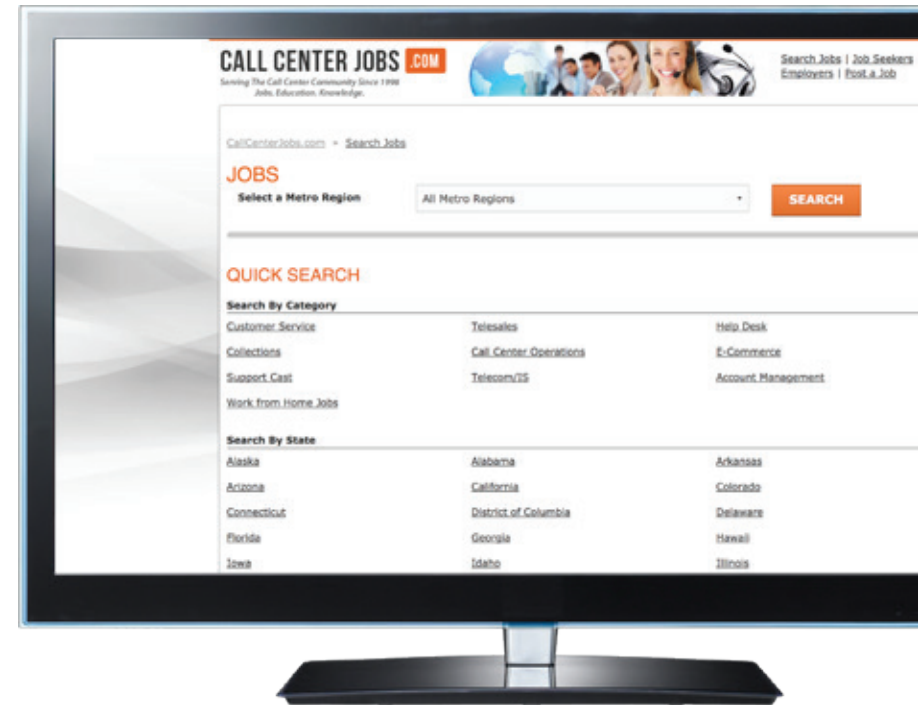 CALL CENTER JOBS .COM
Serving The Call Center Community Since 1998
Jobs. Education. Knowledge.
Search Jobs | Job Seekers
Employers | Post a Job
CallCenterJobs.com » Search Jobs
JOBS
Select a Metro Region All Metro Regions SEARCH
QUICK SEARCH
Search By Category
Customer Service Telesales Help Desk
Collections Call Center Operations E-Commerce
Support Cast Telecom/IS Account Management
Work from Home Jobs
Search By State
Alaska Alabama Arkansas
Arizona California Colorado
Connecticut District of Columbia Delaware
Florida Georgia Hawaii
Iowa Idaho Illinois